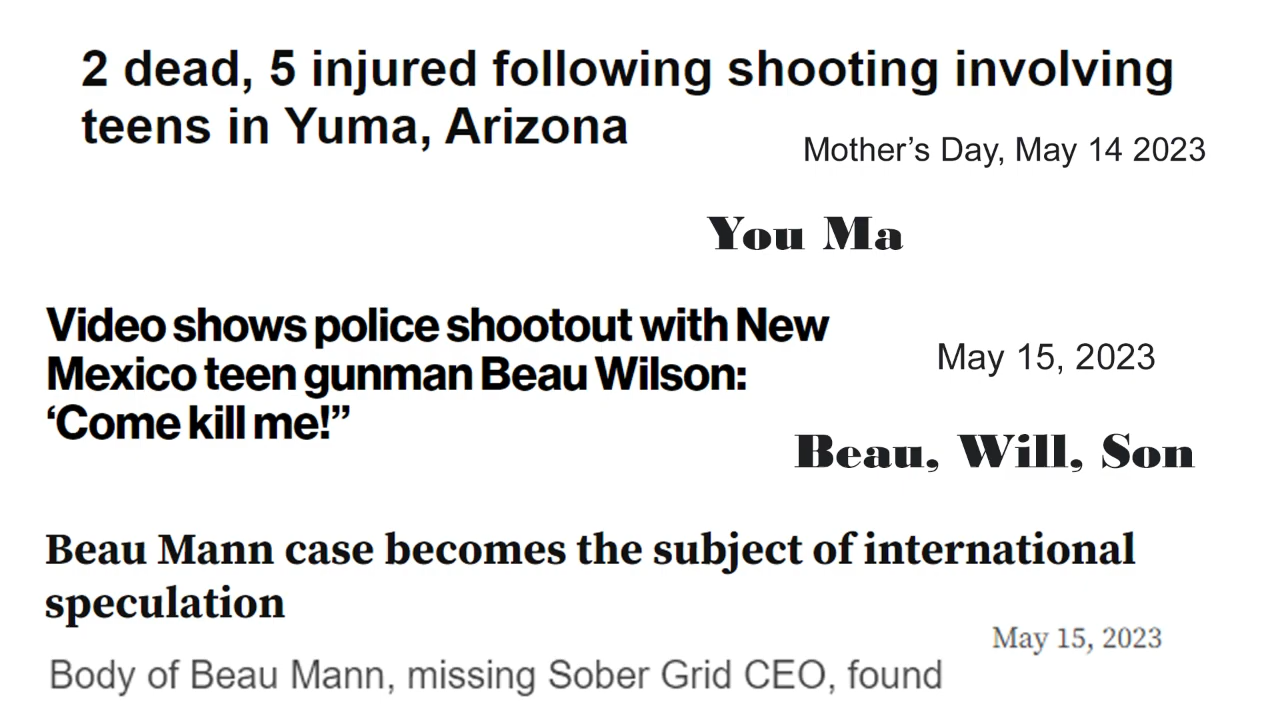 2 dead, 5 injured following shooting involving
teens in Yuma, Arizona
Mother’s Day, May 14 2023
You Ma
Video shows police shootout with New
Mexico teen gunman Beau Wilson:
‘Come kill me!”
May 15, 2023
Beau, Will, Son
Beau Mann case becomes the subject of international
speculation
May 15, 2023
Body of Beau Mann, missing Sober Grid CEO, found